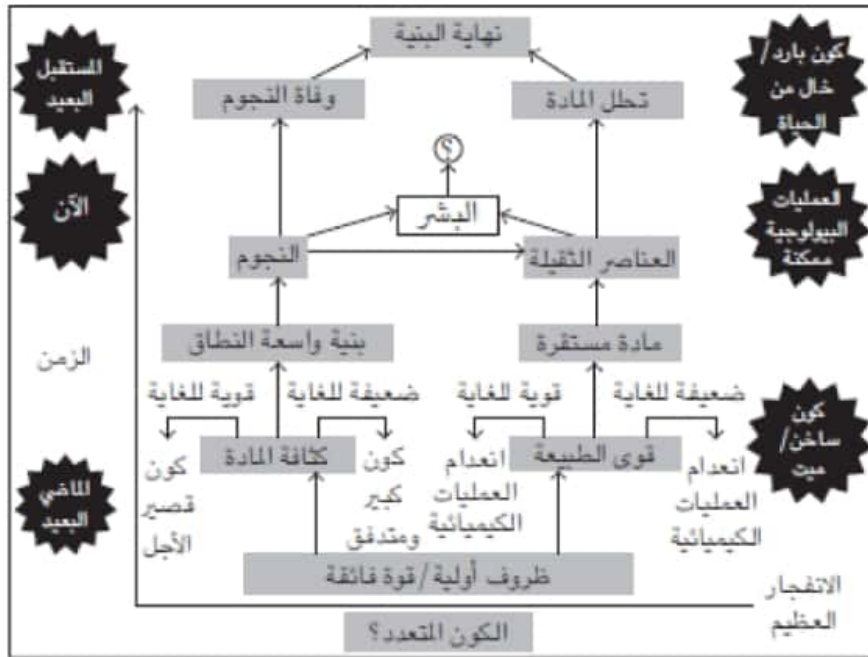 نهاية البنية
المستقبل
البعيد
وفاة النجوم
تحلل المادة
كون بارد/
خال من
الحياة
؟
الآن
البشر
العمليات
البيولوجية
ممكنة
النجوم
العناصر الثقيلة
الزمن
بنية واسعة النطاق
مادة مستقرة
قوية للغاية
ضعيفة للغاية
قوية للغاية
ضعيفة للغاية
كثافة المادة
قوى الطبيعة
كون
ساخن/
ميت
الماضي
البعيد
كون
قصير
الأجل
كون
كبير
ومتدفق
انعدام
العمليات
الكيميائية
انعدام
العمليات
الكيميائية
ظروف أولية/قوة فائقة
الانفجار
العظيم
الكون المتعدد؟